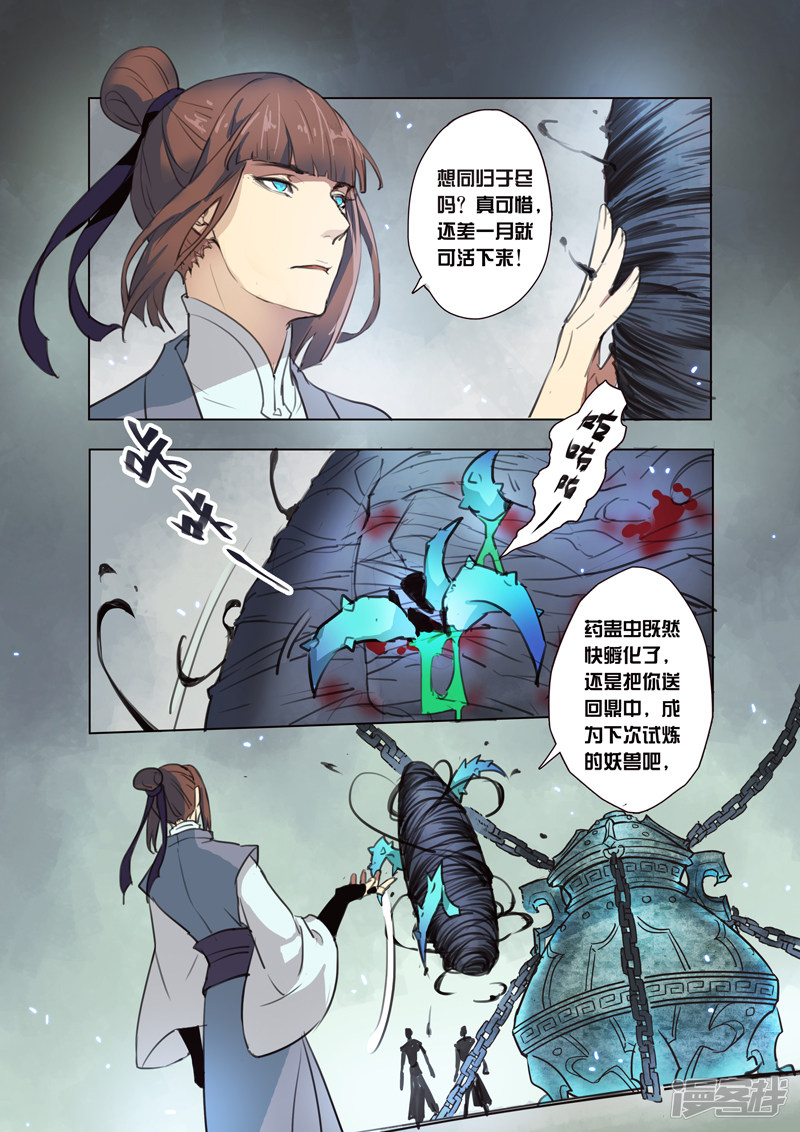 想同归于尽
吗？真可惜，
还差一月就
可活下来！
咔
咔
咕咕咕
药蛊虫既然
快孵化了，
还是把你送
回鼎中，成
为下次试炼
的妖兽吧，
漫客栈